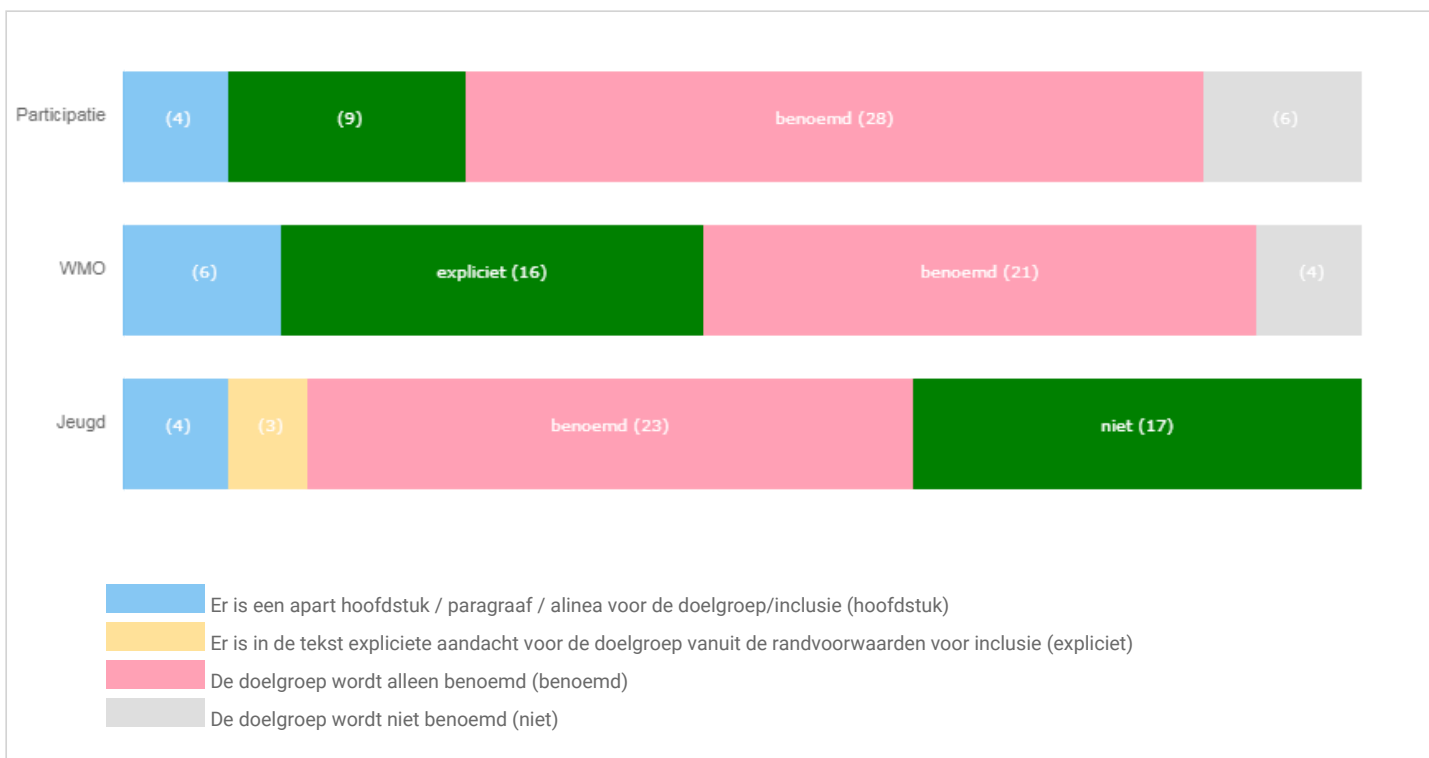 Participatie
(4)
(9)
benoemd (28)
(6)
WMO
(6)
expliciet (16)
benoemd (21)
(4)
Jeugd
(4)
(3)
benoemd (23)
niet (17)
Er is een apart hoofdstuk / paragraaf / alinea voor de doelgroep/inclusie (hoofdstuk)
Er is in de tekst expliciete aandacht voor de doelgroep vanuit de randvoorwaarden voor inclusie (expliciet)
De doelgroep wordt alleen benoemd (benoemd)
De doelgroep wordt niet benoemd (niet)